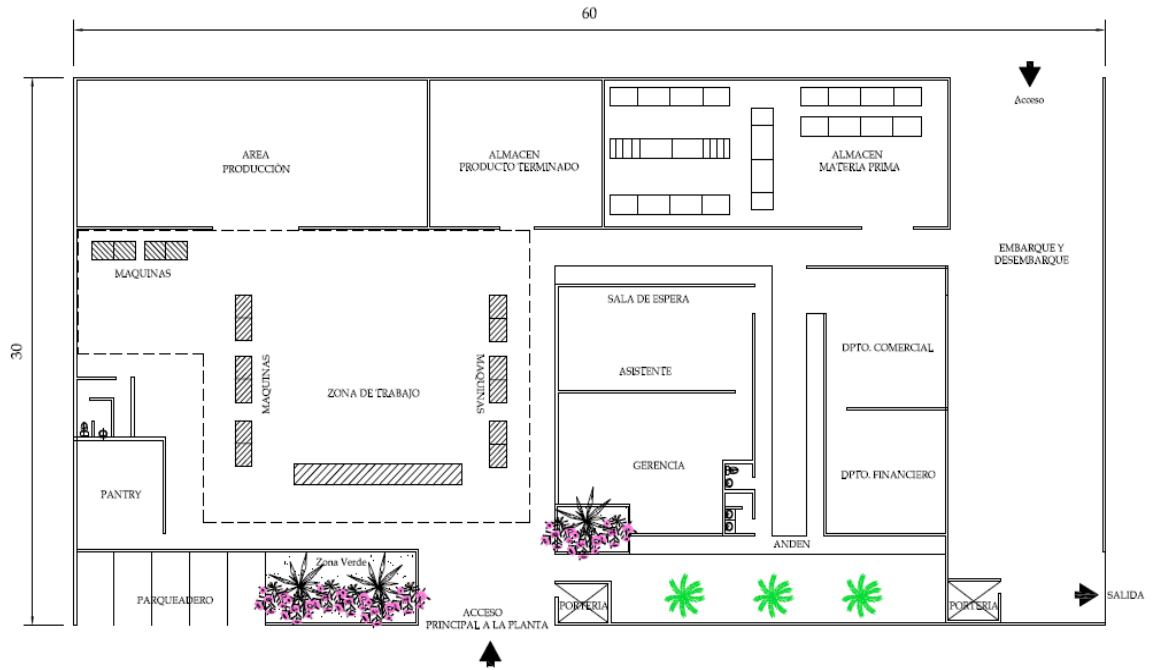 60
Acceso
AREA
PRODUCCIÒN
ALMACEN
PRODUCTO TERMINADO
ALMACEN
MATERIA PRIMA
EMBARQUE Y
DESEMBARQUE
MAQUINAS
SALA DE ESPERA
30
DPTO. COMERCIAL
ASISTENTE
MAQUINAS
MAQUINAS
ZONA DE TRABAJO
GERENCIA
DPTO. FINANCIERO
PANTRY
ANDEN
Zona Verde
PARQUEADERO
PORTERIA
PORTERIA
SALIDA
ACCESO
PRINCIPAL A LA PLANTA